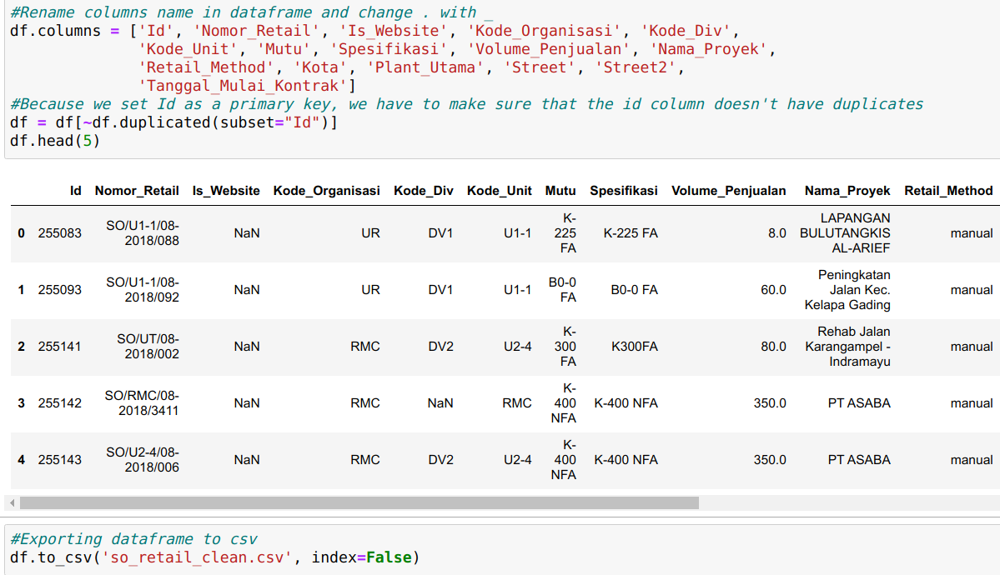 #Rename columns name in dataframe and change . with _
df.columns = ['Id', 'Nomor_Retail', 'Is_Website', 'Kode_Organisasi', 'Kode_Div',
'Kode_Unit', 'Mutu', 'Spesifikasi', 'Volume_Penjualan', 'Nama_Proyek',
'Retail_Method', 'Kota', 'Plant_Utama', 'Street', 'Street2',
'Tanggal_Mulai_Kontrak']
#Because we set Id as a primary key, we have to make sure that the id column doesn't have duplicates
df = df[~df.duplicated(subset="Id")]
df.head(5)
Id Nomor_Retail Is_Website Kode_Organisasi Kode_Div Kode_Unit Mutu Spesifikasi Volume_Penjualan Nama_Proyek Retail_Method
0 255083 SO/U1-1/08-2018/088 NaN UR DV1 U1-1 K-225 FA K-225 FA 8.0 LAPANGAN BULUTANGKIS AL-ARIEF manual
1 255093 SO/U1-1/08-2018/092 NaN UR DV1 U1-1 B0-0 FA B0-0 FA 60.0 Peningkatan Jalan Kec. Kelapa Gading manual
2 255141 SO/UT/08-2018/002 NaN RMC DV2 U2-4 K-300 FA K300FA 80.0 Rehab Jalan Karangampel - Indramayu manual
3 255142 SO/RMC/08-2018/3411 NaN RMC NaN RMC K-400 NFA K-400 NFA 350.0 PT ASABA manual
4 255143 SO/U2-4/08-2018/006 NaN RMC DV2 U2-4 K-400 NFA K-400 NFA 350.0 PT ASABA manual
#Exporting dataframe to csv
df.to_csv('so_retail_clean.csv', index=False)